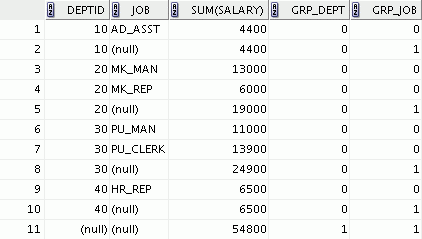 DEPTID JOB SUM(SALARY) GRP_DEPT GRP_JOB
1 10 AD_ASST 4400 0 0
2 10 (null) 4400 0 1
3 20 MK_MAN 13000 0 0
4 20 MK_REP 6000 0 0
5 20 (null) 19000 0 1
6 30 PU_MAN 11000 0 0
7 30 PU_CLERK 13900 0 0
8 30 (null) 24900 0 1
9 40 HR_REP 6500 0 0
10 40 (null) 6500 0 1
11 (null) (null) 54800 1 1